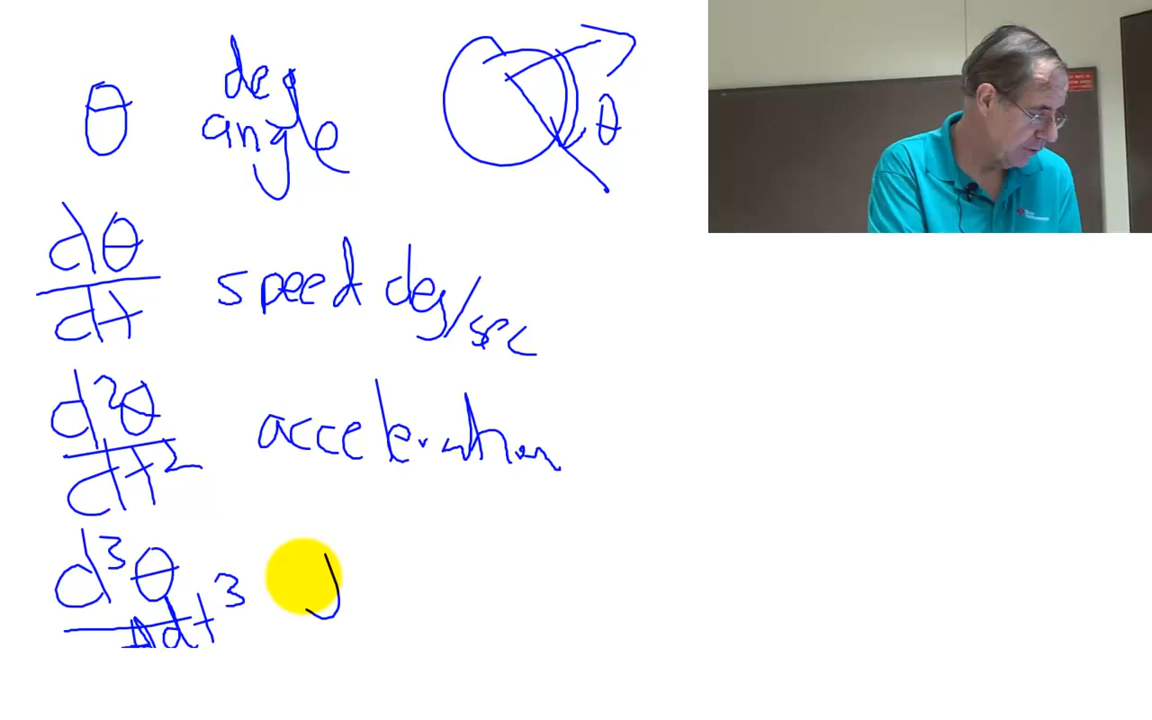 θ deg angle θ
dθ/dt speed deg/sec
d²θ/dt² acceleration
d³θ/dt³ J